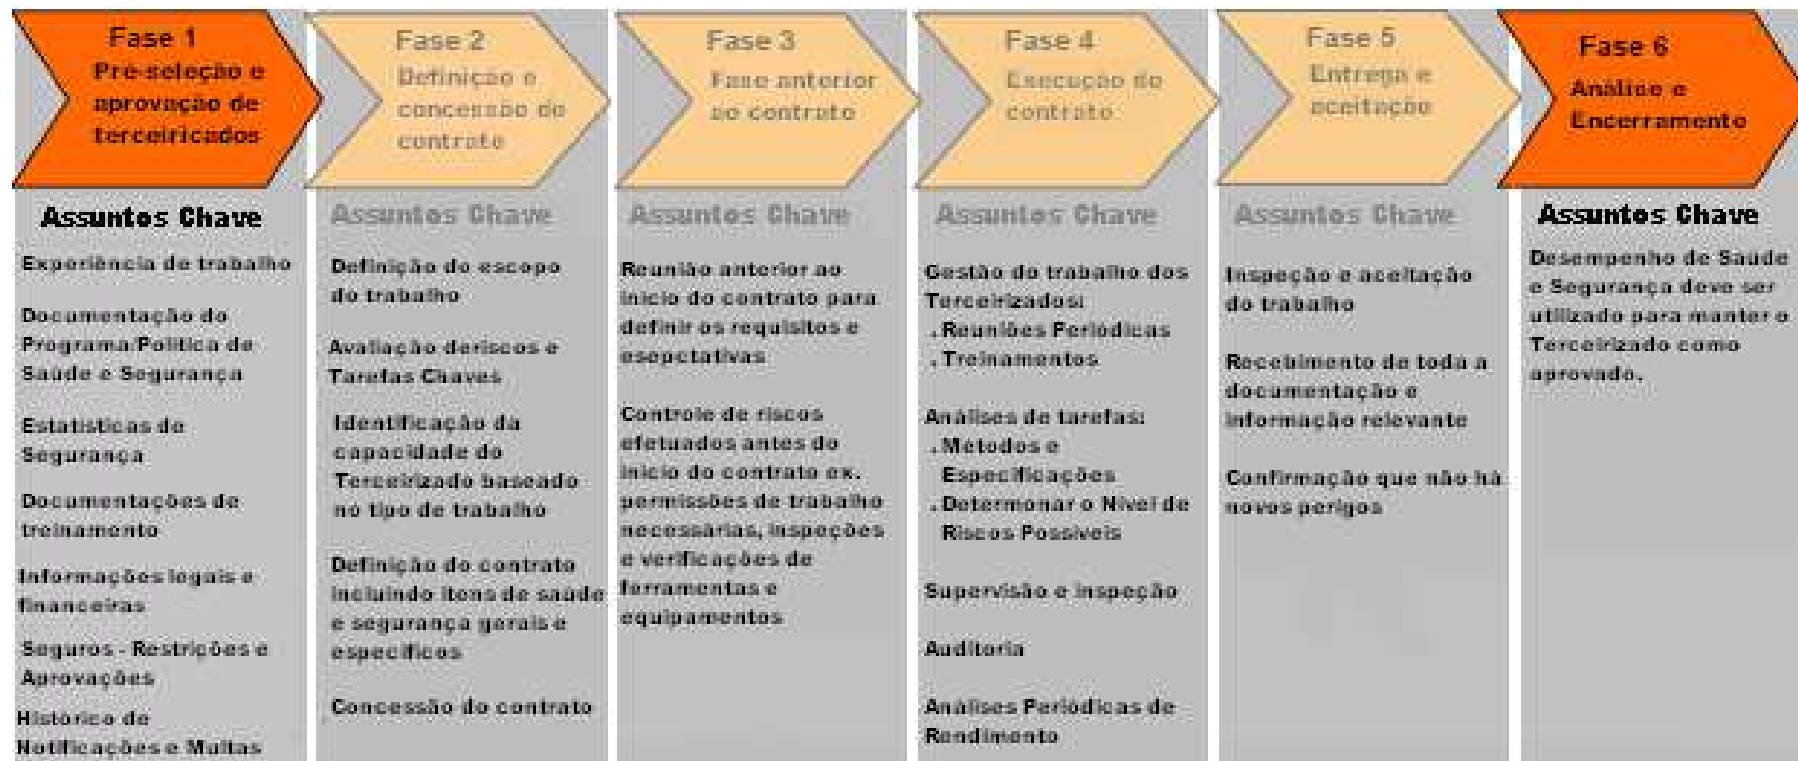 Fase 1
Pré-seleção e
aprovação de
terceiricados
Assuntos Chave
Experiência de trabalho
Documentação do
Programa/Política de
Saúde e Segurança
Estatísticas de
Segurança
Documentações de
treinamento
Informações legais e
financeiras
Seguros - Restrições e
Aprovações
Histórico de
Notificações e Multas
Fase 2
Definição e
concessão do
contrato
Assuntos Chave
Definição do escopo
do trabalho
Avaliação deriscos e
Tarefas Chaves
Identificação da
capacidade do
Terceirizado baseado
no tipo de trabalho
Definição do contrato
incluindo itens de saúde
e segurança gerais e
específicos
Concessão do contrato
Fase 3
Fase anterior
ao contrato
Assuntos Chave
Reunião anterior ao
início do contrato para
definir os requisitos e
esepctativas
Controle de riscos
efetuados antes do
início do contrato ex.
permissões de trabalho
necessárias, inspeções
e verificações de
ferramentas e
equipamentos
Fase 4
Execução do
contrato
Assuntos Chave
Gestão do trabalho dos
Terceirizados:
. Reuniões Periódicas
. Treinamentos
Análises de tarefas:
. Métodos e
Especificações
. Determonar o Nível de
Riscos Possíveis
Supervisão e inspeção
Auditoria
Análises Periódicas de
Rendimento
Fase 5
Entrega e
aceitação
Assuntos Chave
Inspeção e aceitação
do trabalho
Recebimento de toda a
documentação e
informação relevante
Confirmação que não há
novos perigos
Fase 6
Análise e
Encerramento
Assuntos Chave
Desempenho de Saúde
e Segurança deve ser
utilizado para manter o
Terceirizado como
aprovado.